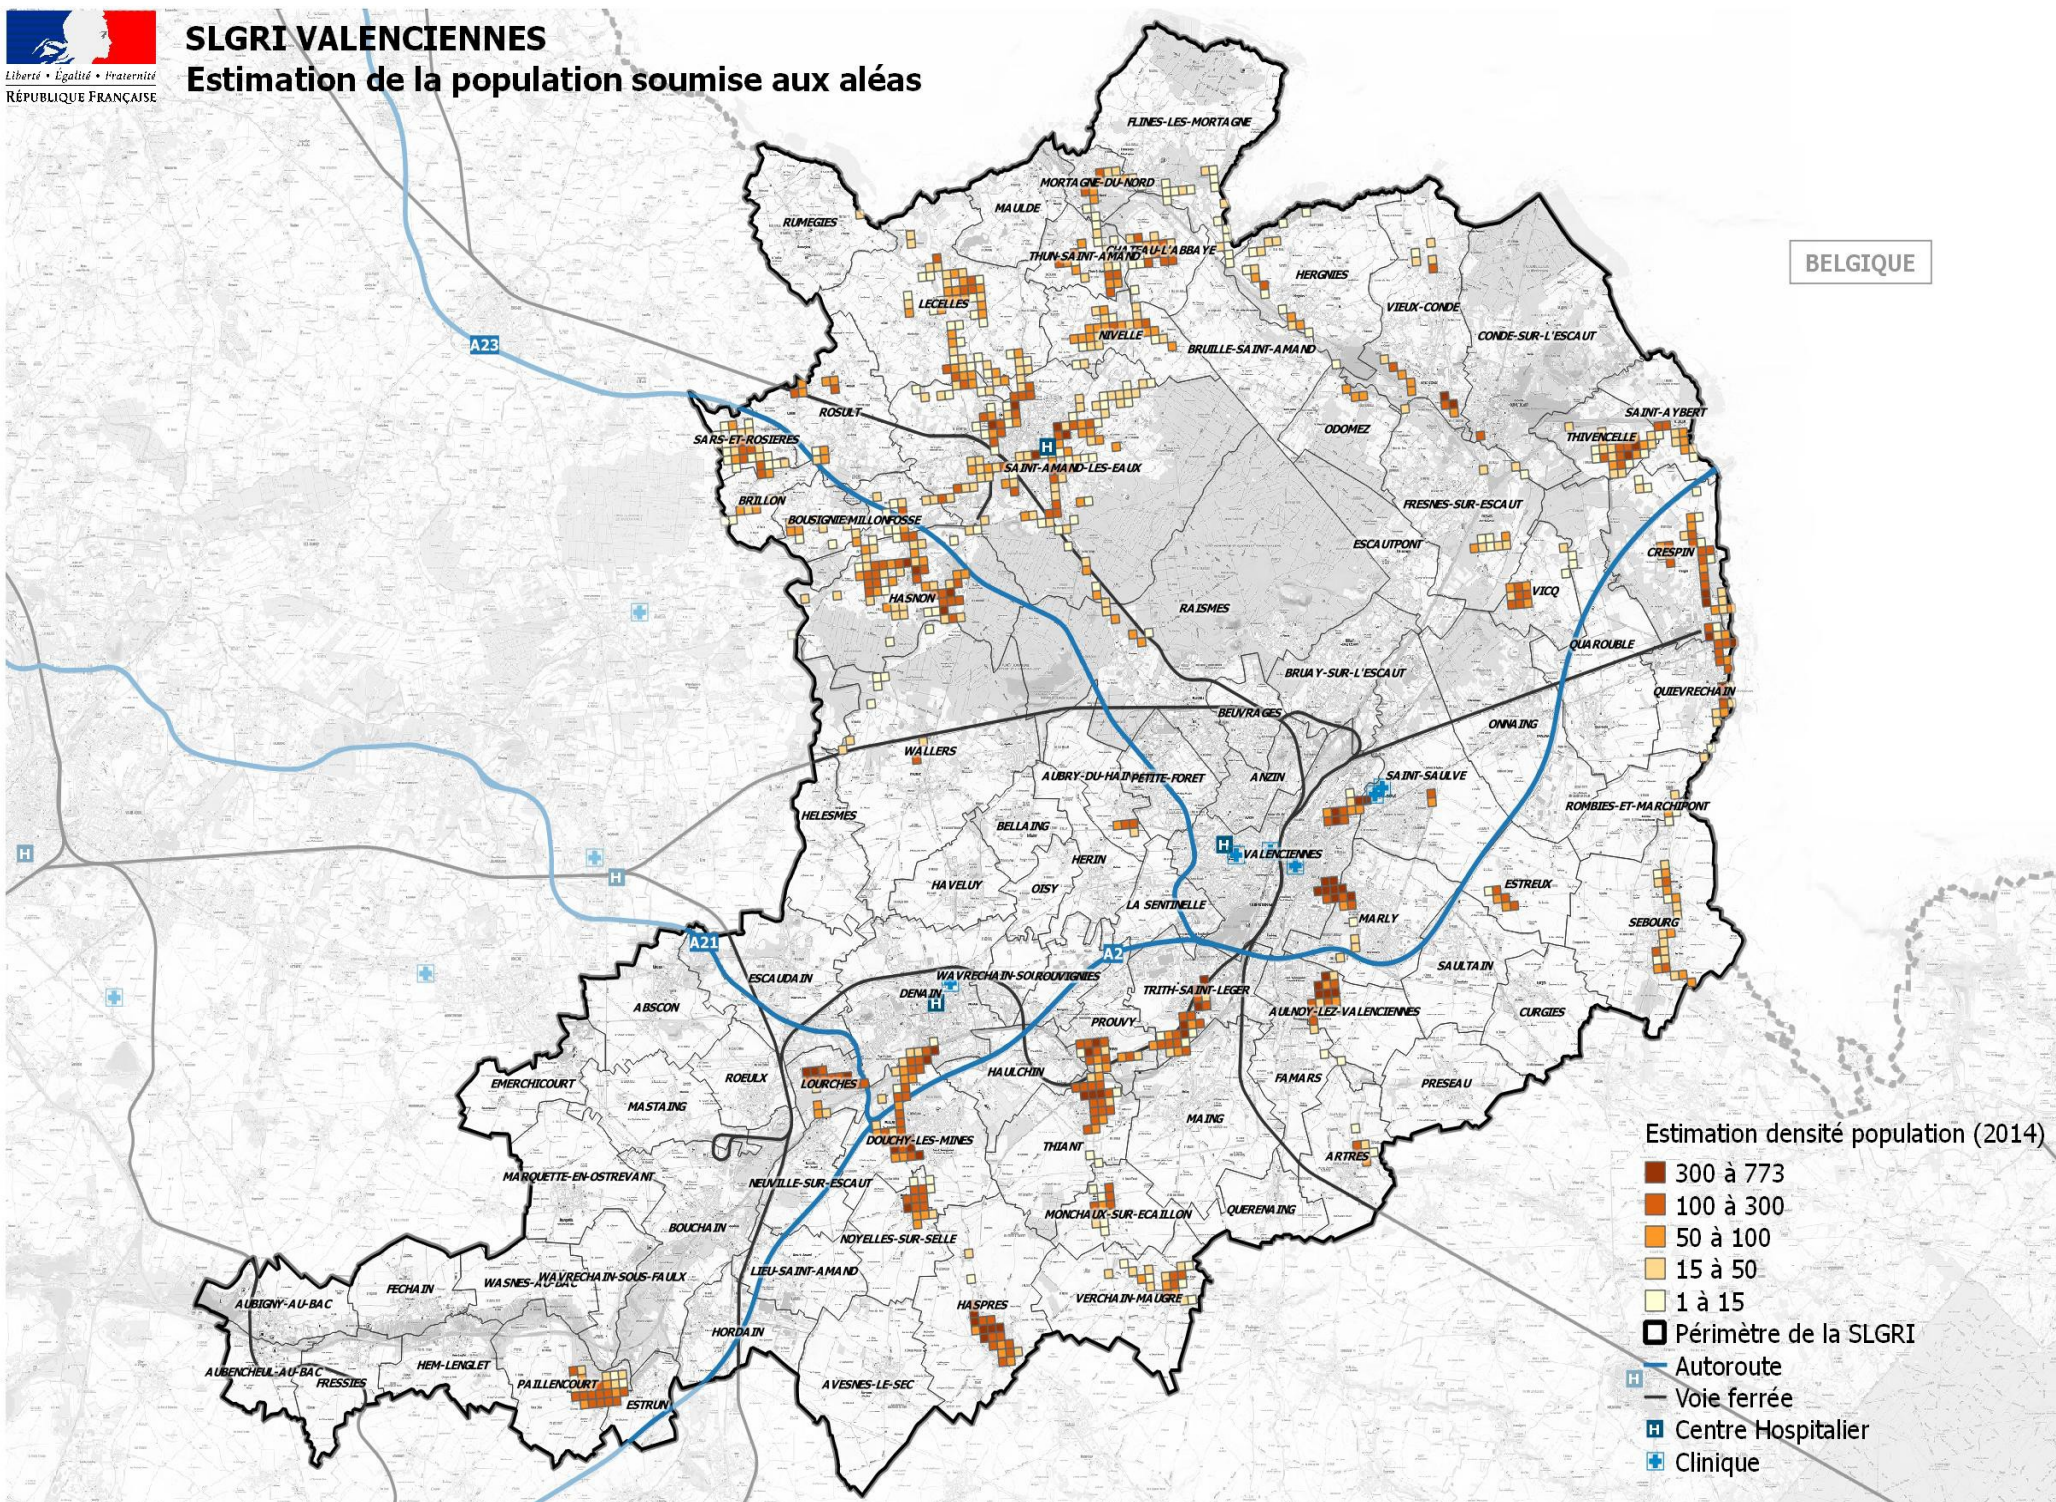 SLGRI VALENCIENNES
Estimation de la population soumise aux aléas
Liberté • Égalité • Fraternité
RÉPUBLIQUE FRANÇAISE
FLINES-LES-MORTAGNE
MORTAGNE-DU-NORD
MAULDE
RUMEGIES
CHATEAU-L'ABBAYE
THUN-SAINT-AMAND
BELGIQUE
HERGNIES
LECELLES
VIEUX-CONDE
NIVELLE
CONDE-SUR-L'ESCAUT
A23
BRUILLE-SAINT-AMAND
ROSULT
SAINT-AYBERT
ODOMEZ
SARS-ET-ROSIERES
THIVENCELLE
H
SAINT-AMAND-LES-EAUX
BRILLON
FRESNES-SUR-ESCAUT
BOUSIGNIE MILLONFOSSE
ESCAUTPONT
CRESPIN
VICQ
HASNON
RAISMES
QUAROUBLE
BRUAY-SUR-L'ESCAUT
QUIEVRECHAIN
BEUVRAGES
ONNAING
WALLERS
AUBRY-DU-HAIN
PETITE-FORET
ANZIN
SAINT-SAULVE
HELESMES
ROMBIES-ET-MARCHIPONT
BELLAING
H
H
VALENCIENNES
HERIN
H
HAVELUY
OISY
ESTREUX
LA SENTINELLE
MARLY
SEBOURG
A21
A2
SAULTAIN
ESCAUDAIN
WAVRECHAIN-SOU
ROUVIGNIES
DENAIN
H
TRITH-SAINT-LEGER
ABSCON
AULNOY-LEZ-VALENCIENNES
CURGIES
PROUVY
HAULCHIN
ROEULX
LOURCHES
FAMARS
PRESEAU
EMERCHICOURT
MASTAING
MAING
DOUCHY-LES-MINES
THIANT
ARTRES
MARQUETTE-EN-OSTREVANT
NEUVILLE-SUR-ESCAUT
MONCHAUX-SUR-ECAILLON
QUERENAING
BOUCHAIN
NOYELLES-SUR-SELLE
LIEU-SAINT-AMAND
WASNES-AU-BAC
WAVRECHAIN-SOUS-FAULX
FECHAIN
AUBIGNY-AU-BAC
HASPRES
VERCHAIN-MAUGRE
HORDAIN
HEM-LENGLET
AUBENCHEUL-AU-BAC
FRESSIES
PAILLENCOURT
AVESNES-LE-SEC
ESTRUN
Estimation densité population (2014)
300 à 773
100 à 300
50 à 100
15 à 50
1 à 15
Périmètre de la SLGRI
H
Autoroute
Voie ferrée
H
Centre Hospitalier
Clinique